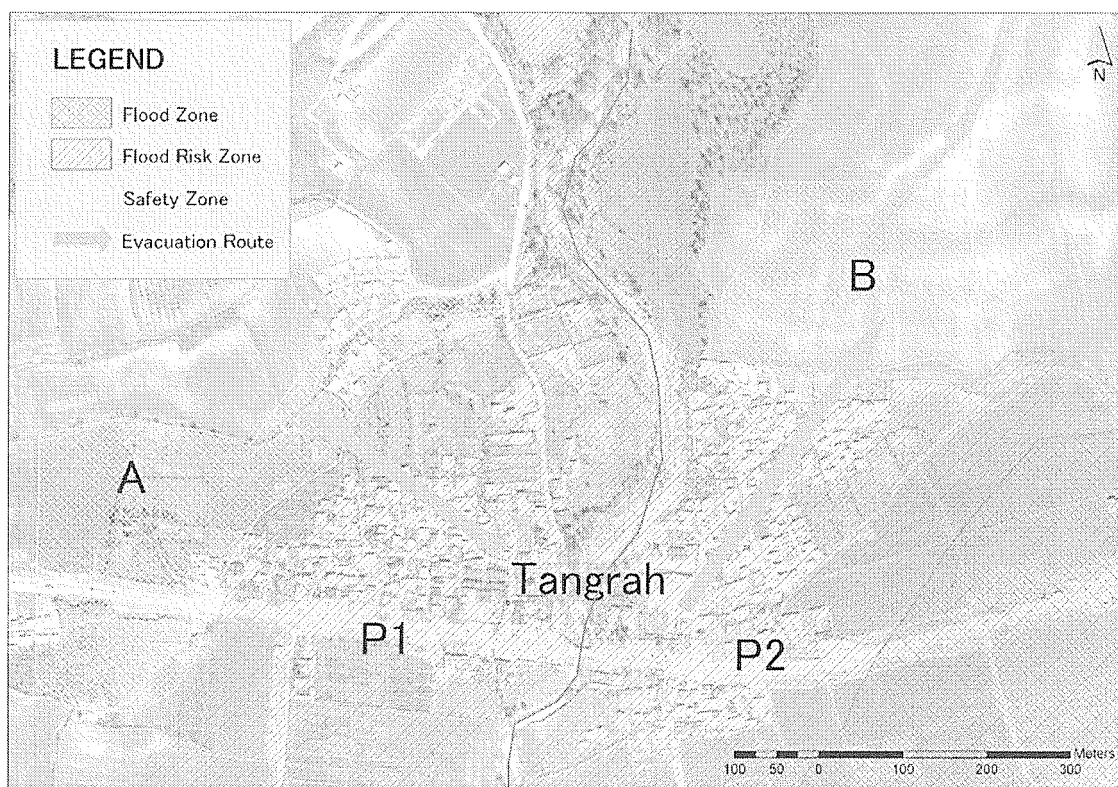 LEGEND
Flood Zone
Flood Risk Zone
Safety Zone
Evacuation Route
N
B
A
Tangrah
P1
P2
Meters
100 50 0 100 200 300